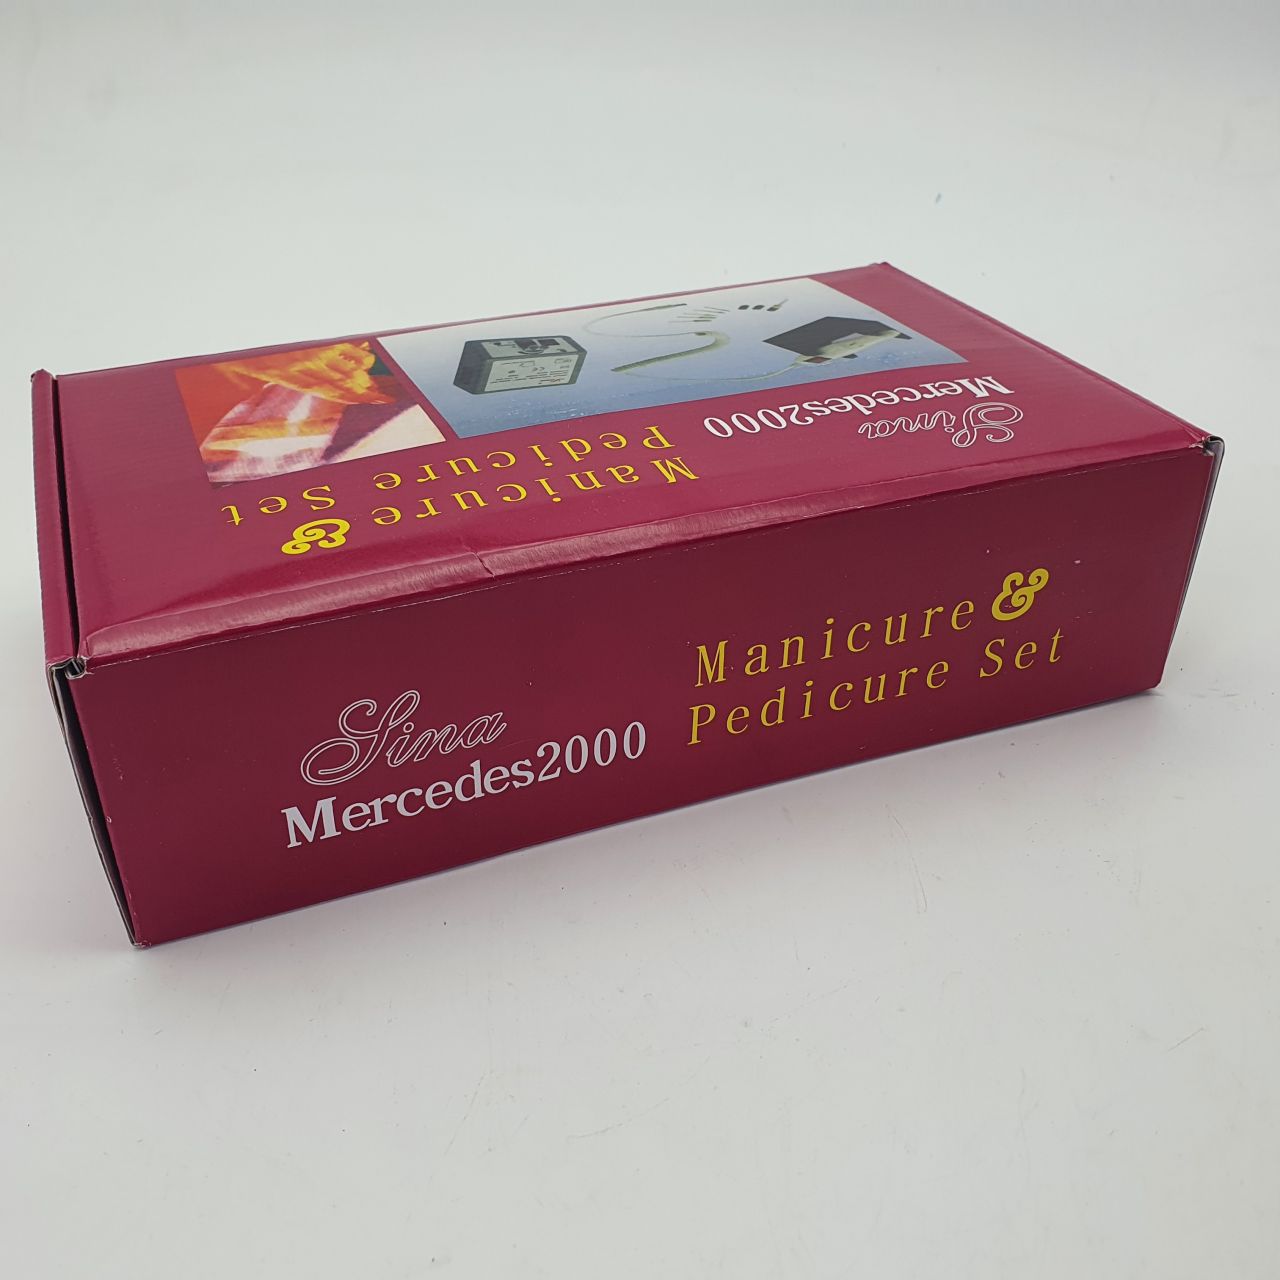 Sina
Mercedes2000
Manicure &
Pedicure Set
Sina
Mercedes2000
Manicure &
Pedicure Set